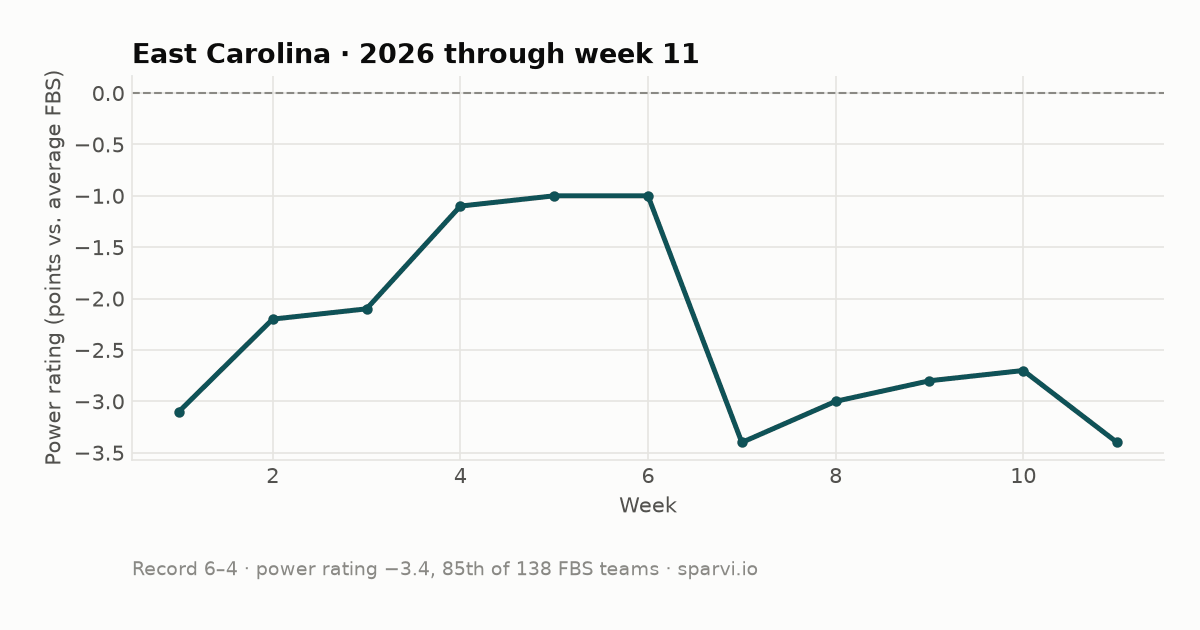 East Carolina · 2026 through week 11
Power rating (points vs. average FBS)
0.0
−0.5
−1.0
−1.5
−2.0
−2.5
−3.0
−3.5
2 4 6 8 10
Week
Record 6–4 · power rating −3.4, 85th of 138 FBS teams · sparvi.io